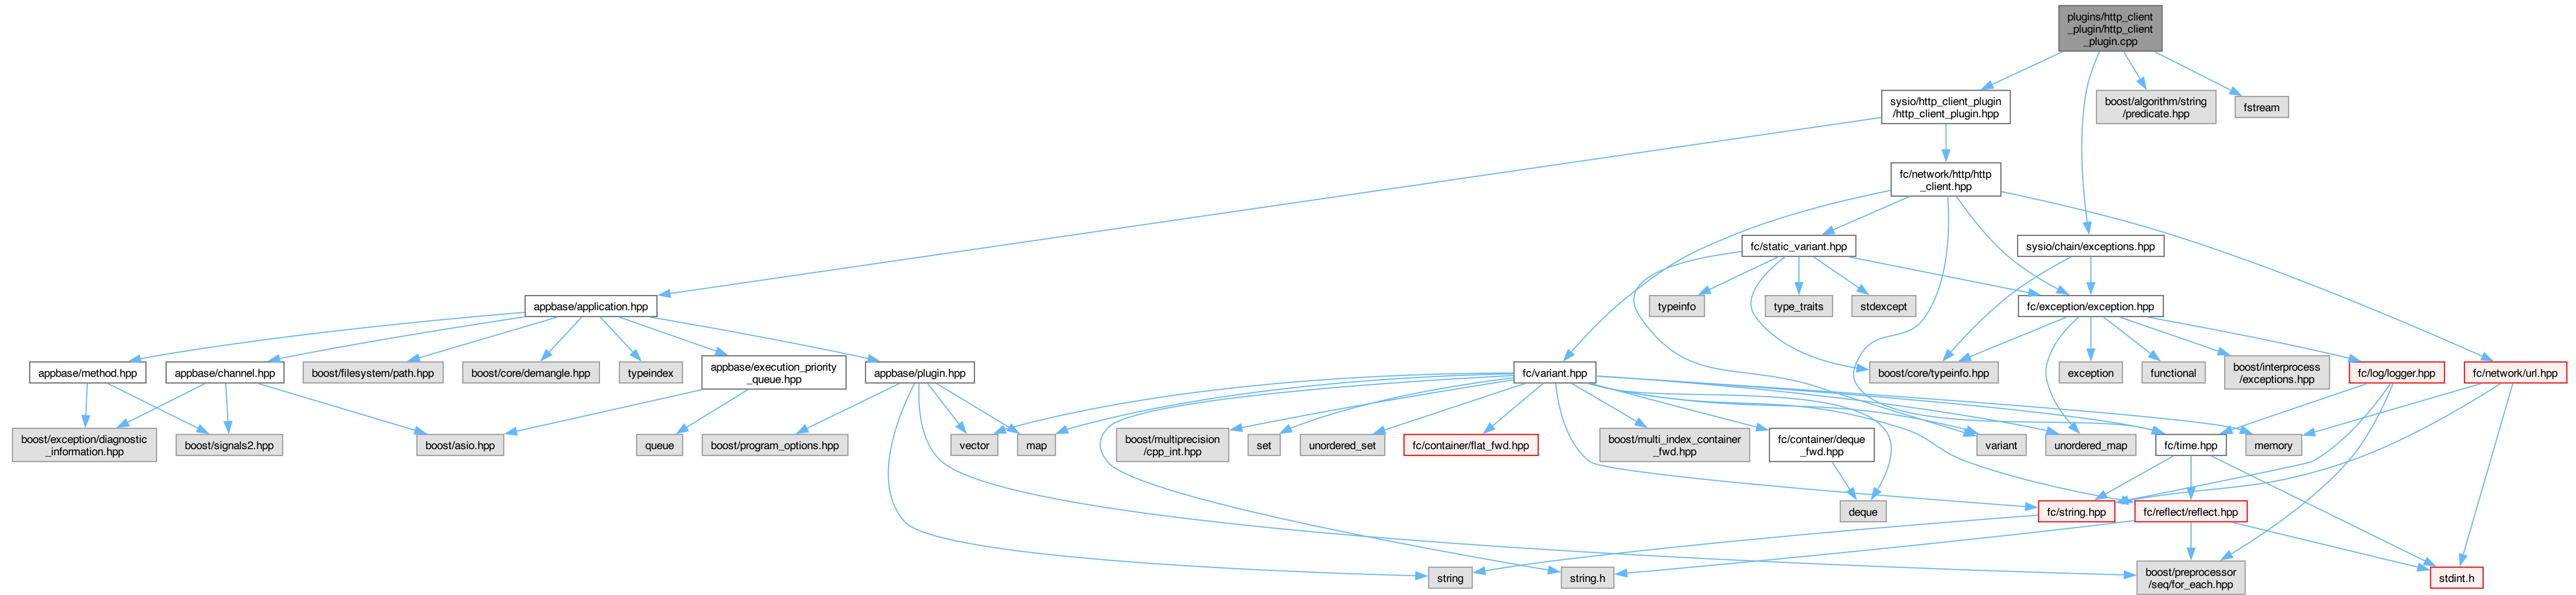 plugins/http_client
_plugin/http_client
_plugin.cpp
sysio/http_client_plugin
/http_client_plugin.hpp
boost/algorithm/string
/predicate.hpp
fstream
fc/network/http/http
_client.hpp
fc/static_variant.hpp
sysio/chain/exceptions.hpp
appbase/application.hpp
typeinfo
type_traits
stdexcept
fc/exception/exception.hpp
appbase/method.hpp
appbase/channel.hpp
boost/filesystem/path.hpp
boost/core/demangle.hpp
typeindex
appbase/execution_priority
_queue.hpp
appbase/plugin.hpp
fc/variant.hpp
boost/core/typeinfo.hpp
exception
functional
boost/interprocess
/exceptions.hpp
fc/log/logger.hpp
fc/network/url.hpp
boost/exception/diagnostic
_information.hpp
boost/signals2.hpp
boost/asio.hpp
queue
boost/program_options.hpp
vector
map
boost/multiprecision
/cpp_int.hpp
set
unordered_set
fc/container/flat_fwd.hpp
boost/multi_index_container
_fwd.hpp
fc/container/deque
_fwd.hpp
variant
unordered_map
fc/time.hpp
memory
deque
fc/string.hpp
fc/reflect/reflect.hpp
string
string.h
boost/preprocessor
/seq/for_each.hpp
stdint.h